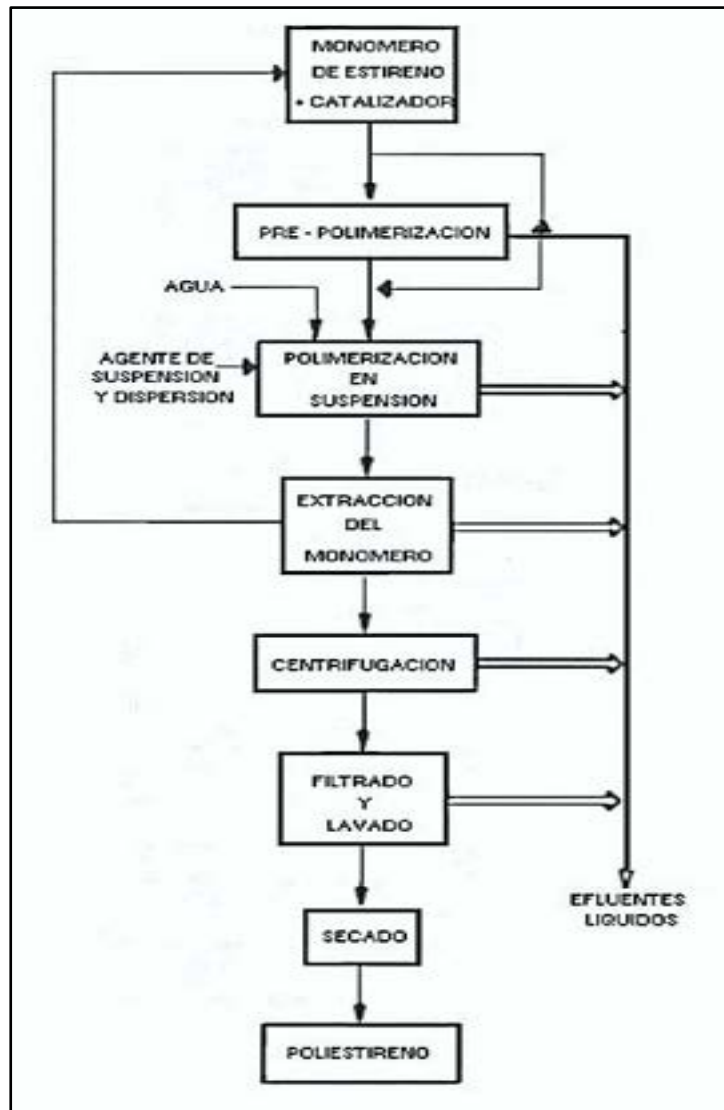 MONOMERO
DE ESTIRENO
+ CATALIZADOR
PRE - POLIMERIZACION
AGUA
AGENTE DE
SUSPENSION
Y DISPERSION
POLIMERIZACION
EN
SUSPENSION
EXTRACCION
DEL
MONOMERO
CENTRIFUGACION
FILTRADO
Y
LAVADO
EFLUENTES
LIQUIDOS
SECADO
POLIESTIRENO